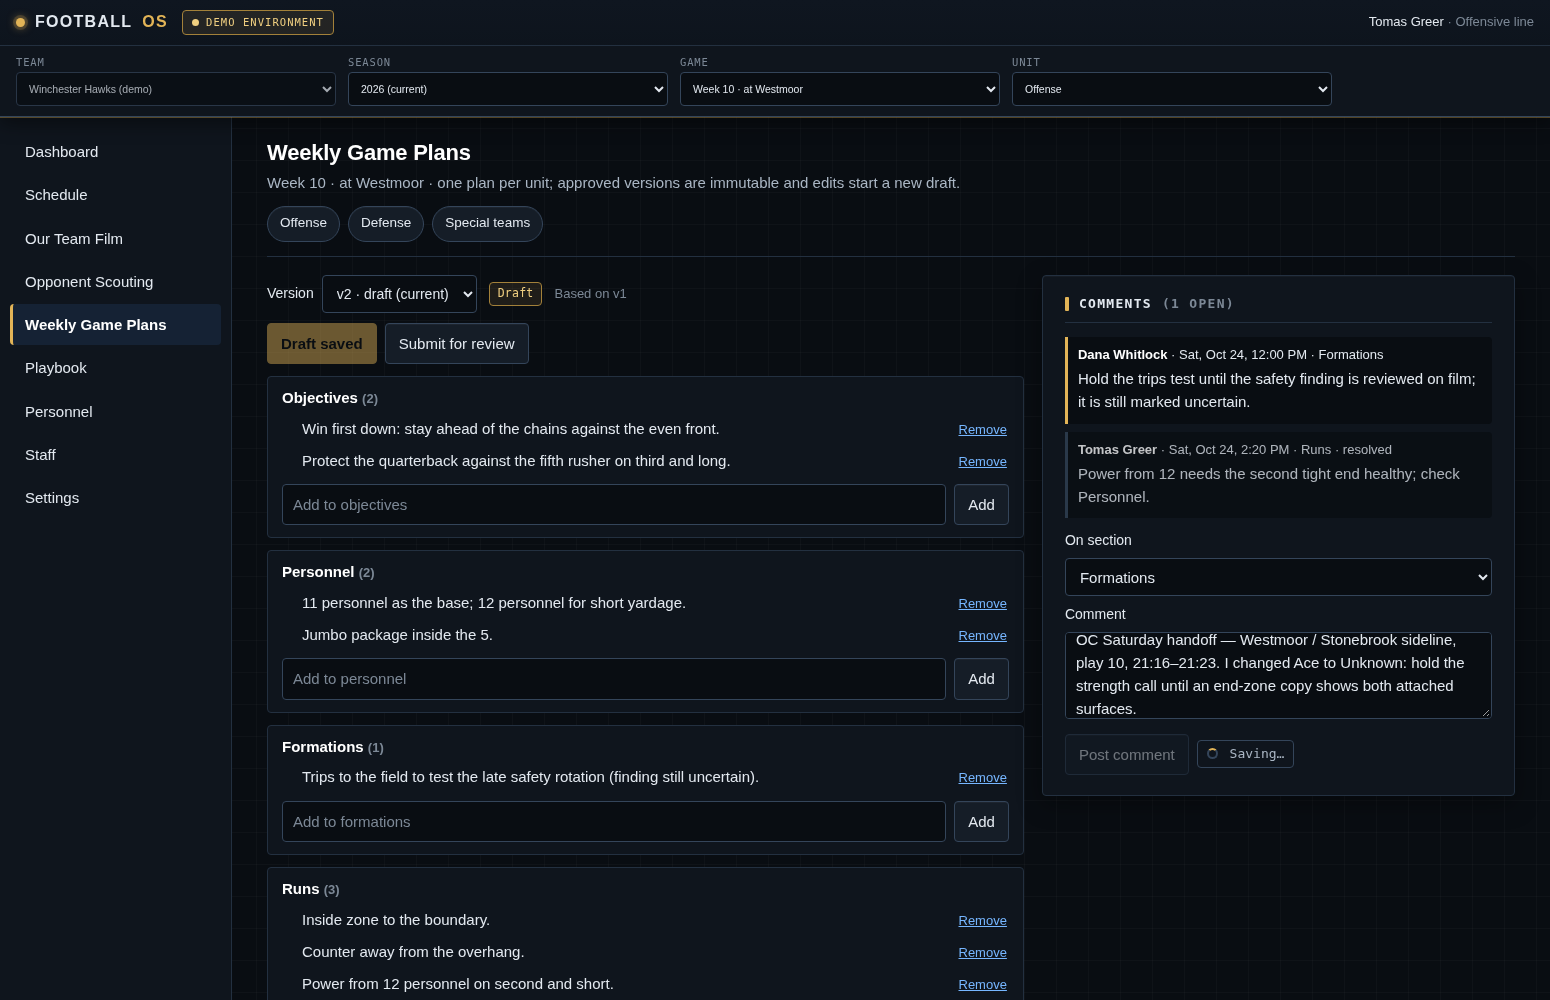 FOOTBALL OS
DEMO ENVIRONMENT
Tomas Greer · Offensive line
TEAM
Winchester Hawks (demo)
SEASON
2026 (current)
GAME
Week 10 · at Westmoor
UNIT
Offense
Dashboard
Schedule
Our Team Film
Opponent Scouting
Weekly Game Plans
Playbook
Personnel
Staff
Settings
Weekly Game Plans
Week 10 · at Westmoor · one plan per unit; approved versions are immutable and edits start a new draft.
Offense
Defense
Special teams
Version
v2 · draft (current)
Draft
Based on v1
Draft saved
Submit for review
Objectives (2)
Win first down: stay ahead of the chains against the even front.
Remove
Protect the quarterback against the fifth rusher on third and long.
Remove
Add to objectives
Add
Personnel (2)
11 personnel as the base; 12 personnel for short yardage.
Remove
Jumbo package inside the 5.
Remove
Add to personnel
Add
Formations (1)
Trips to the field to test the late safety rotation (finding still uncertain).
Remove
Add to formations
Add
Runs (3)
Inside zone to the boundary.
Remove
Counter away from the overhang.
Remove
Power from 12 personnel on second and short.
Remove
COMMENTS (1 OPEN)
Dana Whitlock · Sat, Oct 24, 12:00 PM · Formations
Hold the trips test until the safety finding is reviewed on film;
it is still marked uncertain.
Tomas Greer · Sat, Oct 24, 2:20 PM · Runs · resolved
Power from 12 needs the second tight end healthy; check
Personnel.
On section
Formations
Comment
OC Saturday handoff — Westmoor / Stonebrook sideline,
play 10, 21:16–21:23. I changed Ace to Unknown: hold the
strength call until an end-zone copy shows both attached
surfaces.
Post comment
Saving…